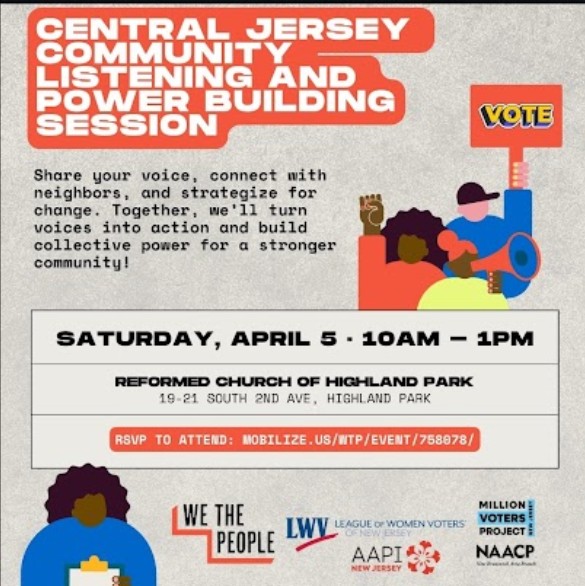 CENTRAL JERSEY
COMMUNITY
LISTENING AND
POWER BUILDING
SESSION
VOTE
Share your voice, connect with
neighbors, and strategize for
change. Together, we'll turn
voices into action and build
collective power for a stronger
community!
SATURDAY, APRIL 5 · 10AM — 1PM
REFORMED CHURCH OF HIGHLAND PARK
19-21 SOUTH 2ND AVE, HIGHLAND PARK
RSVP TO ATTEND: MOBILIZE.US/WTP/EVENT/758078/
WE THE
PEOPLE
LWV LEAGUE OF WOMEN VOTERS®
OF NEW JERSEY
AAPI
NEW JERSEY
MILLION
VOTERS
PROJECT
NAACP